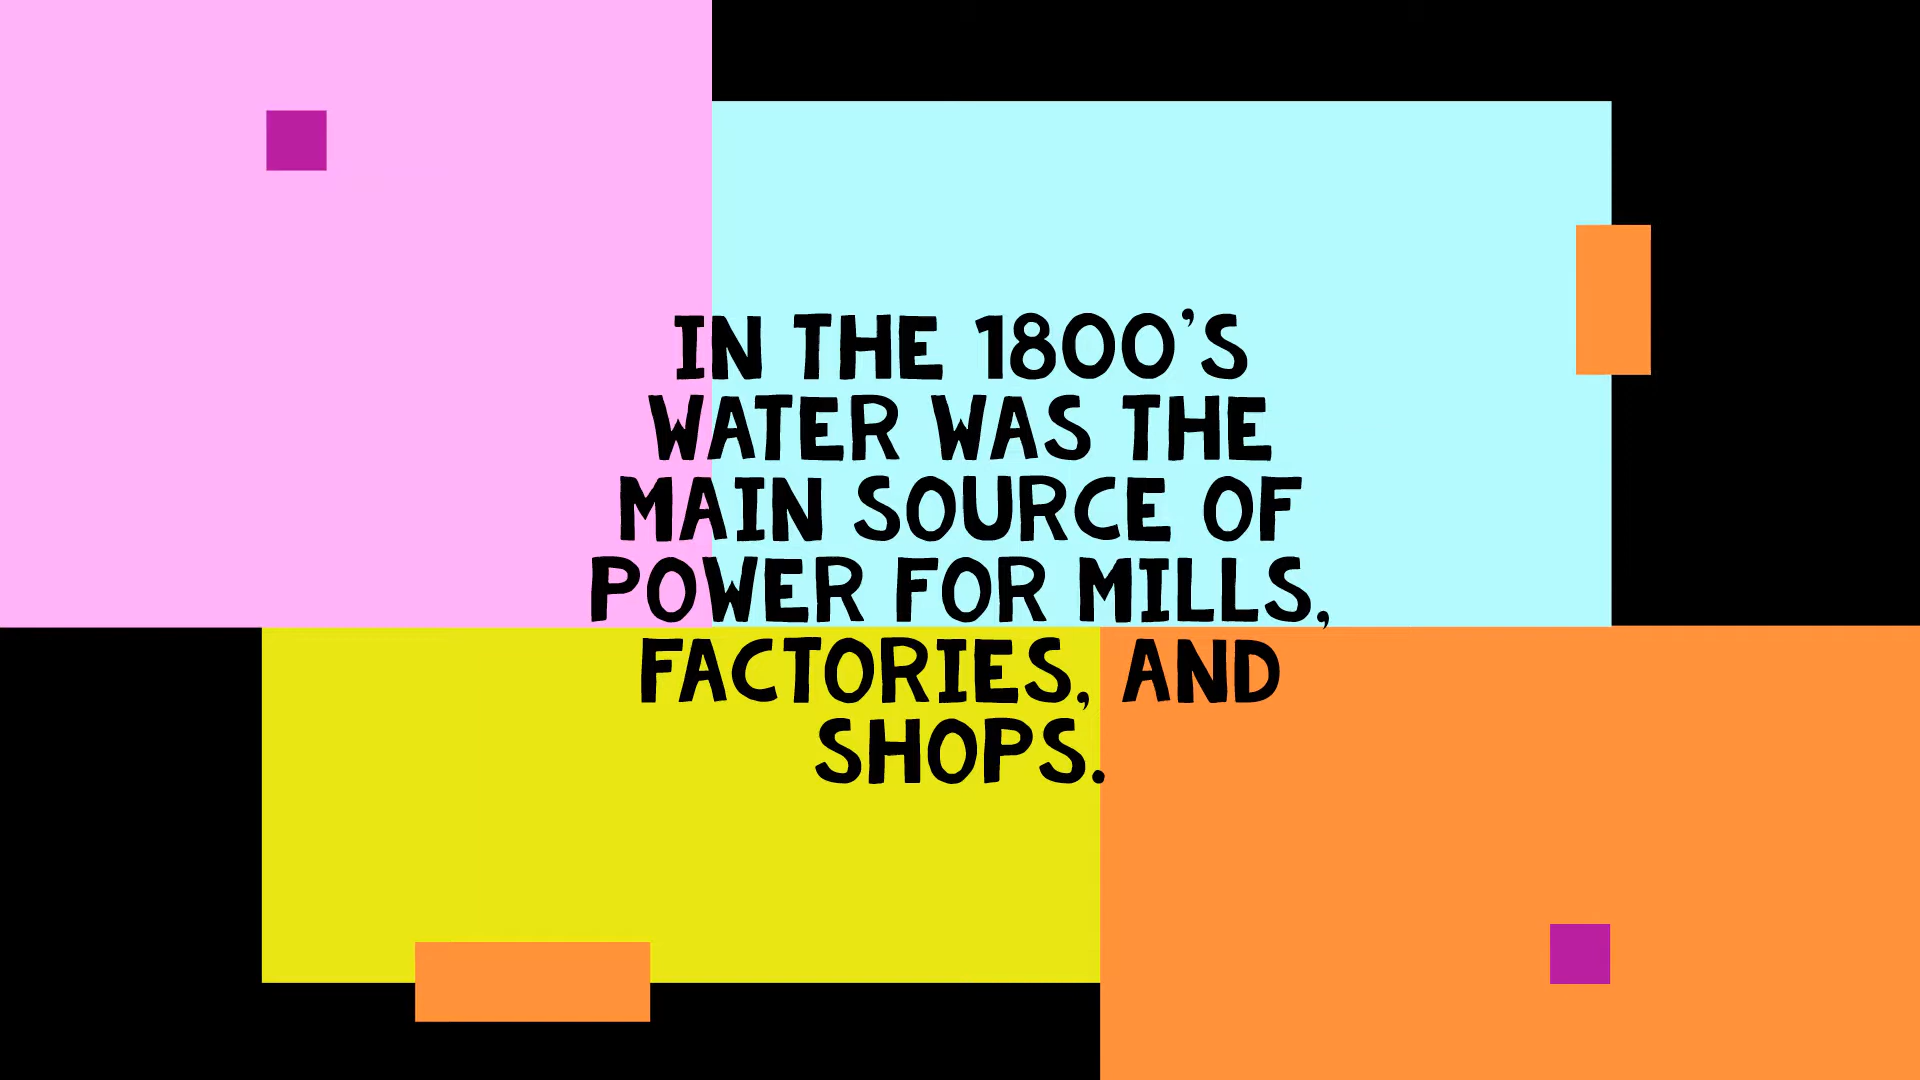 IN THE 1800'S
WATER WAS THE
MAIN SOURCE OF
POWER FOR MILLS,
FACTORIES, AND
SHOPS.